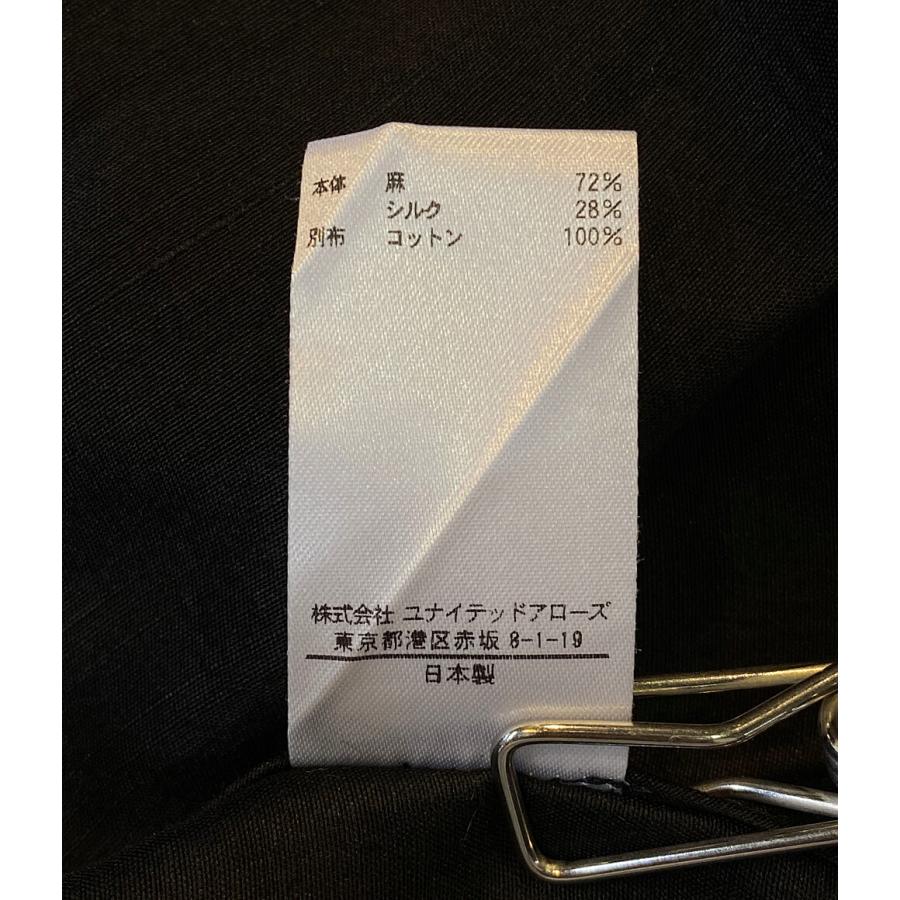 本体 麻 72%
シルク 28%
別布 コットン 100%
株式会社 ユナイテッドアローズ
東京都港区赤坂 8-1-19
日本製